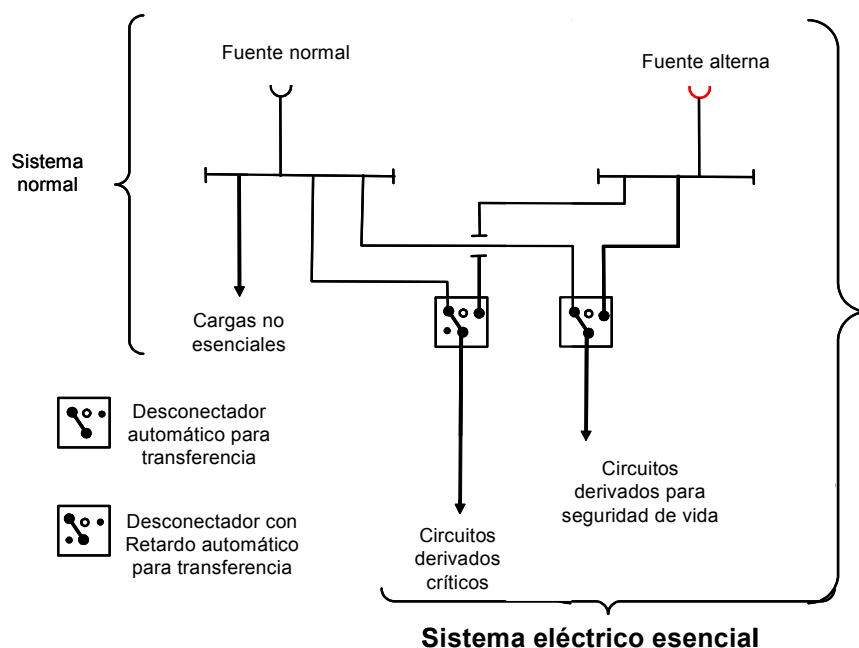 Fuente normal
Fuente alterna
Sistema
normal
Cargas no
esenciales
Desconectador
automático para
transferencia
Desconectador con
Retardo automático
para transferencia
Circuitos
derivados
críticos
Circuitos
derivados para
seguridad de vida
Sistema eléctrico esencial